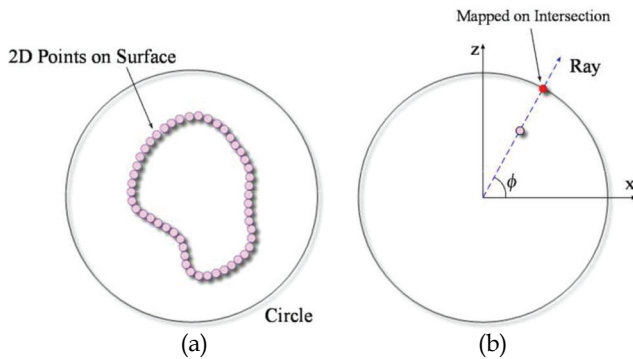 2D Points on Surface
Circle
(a)
Mapped on Intersection
z
Ray
ϕ
x
(b)